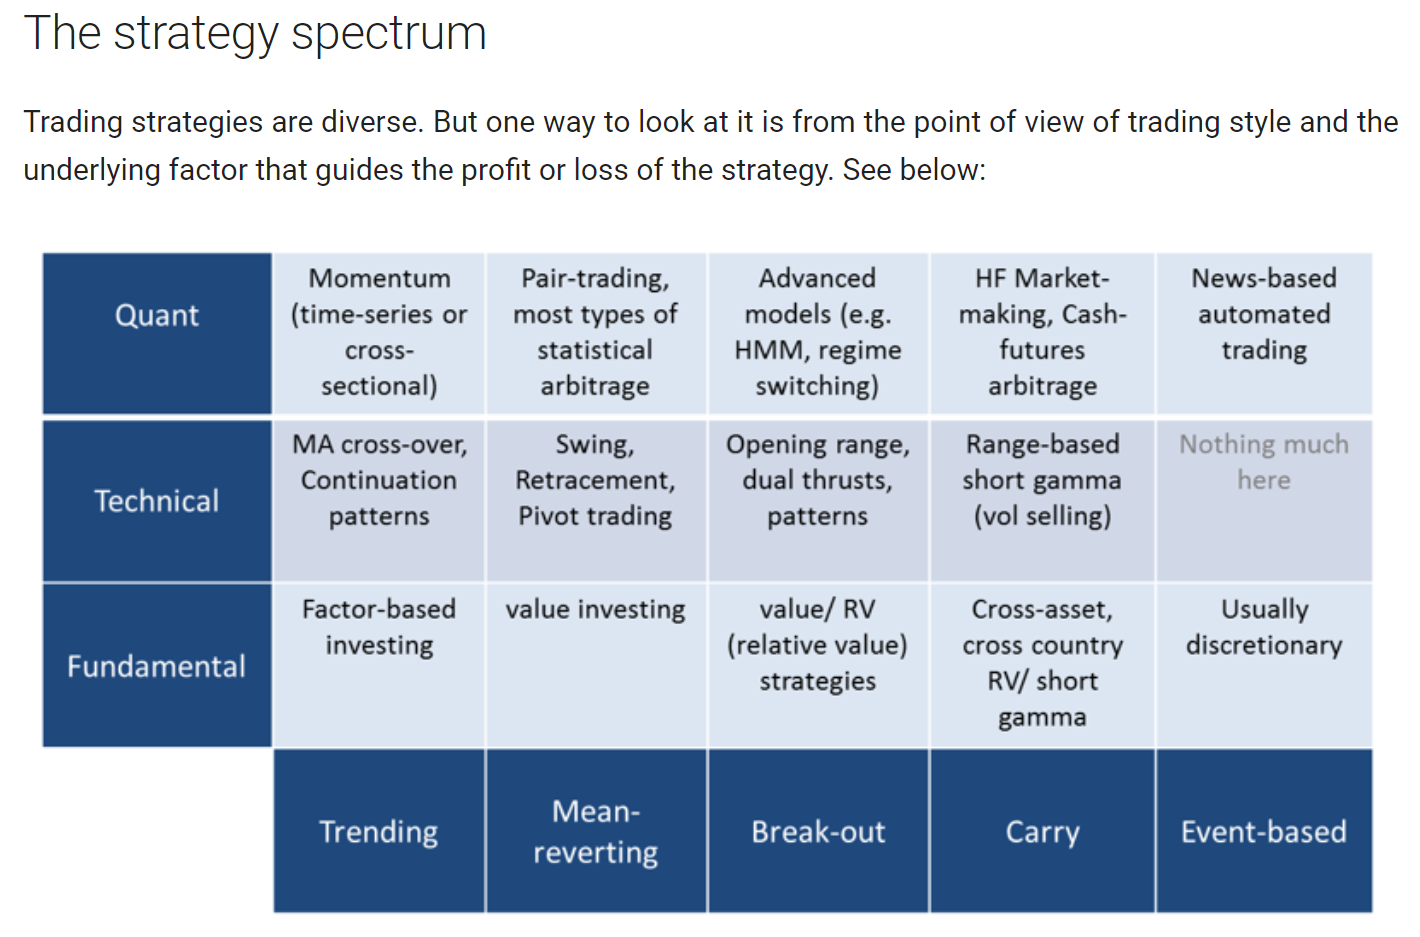 The strategy spectrum
Trading strategies are diverse. But one way to look at it is from the point of view of trading style and the
underlying factor that guides the profit or loss of the strategy. See below:
Quant
Momentum
(time-series or
cross-
sectional)
Pair-trading,
most types of
statistical
arbitrage
Advanced
models (e.g.
HMM, regime
switching)
HF Market-
making, Cash-
futures
arbitrage
News-based
automated
trading
Technical
MA cross-over,
Continuation
patterns
Swing,
Retracement,
Pivot trading
Opening range,
dual thrusts,
patterns
Range-based
short gamma
(vol selling)
Nothing much
here
Fundamental
Factor-based
investing
value investing
value/ RV
(relative value)
strategies
Cross-asset,
cross country
RV/ short
gamma
Usually
discretionary
Trending
Mean-
reverting
Break-out
Carry
Event-based